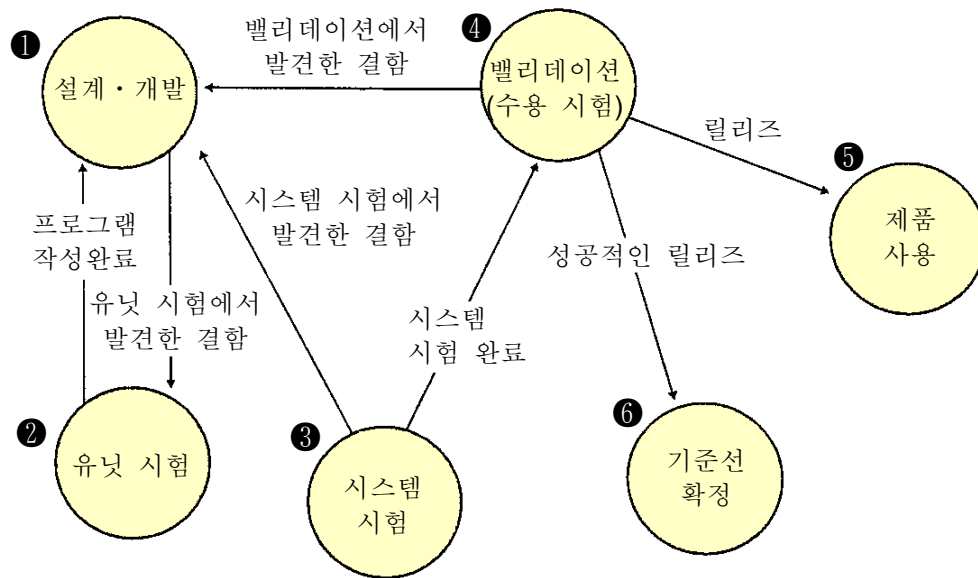 ❶
설계·개발
밸리데이션에서
발견한 결함
❹
밸리데이션
(수용 시험)
릴리즈
❺
제품
사용
프로그램
작성완료
유닛 시험에서
발견한 결함
시스템 시험에서
발견한 결함
시스템
시험 완료
성공적인 릴리즈
❷
유닛 시험
❸
시스템
시험
❻
기준선
확정